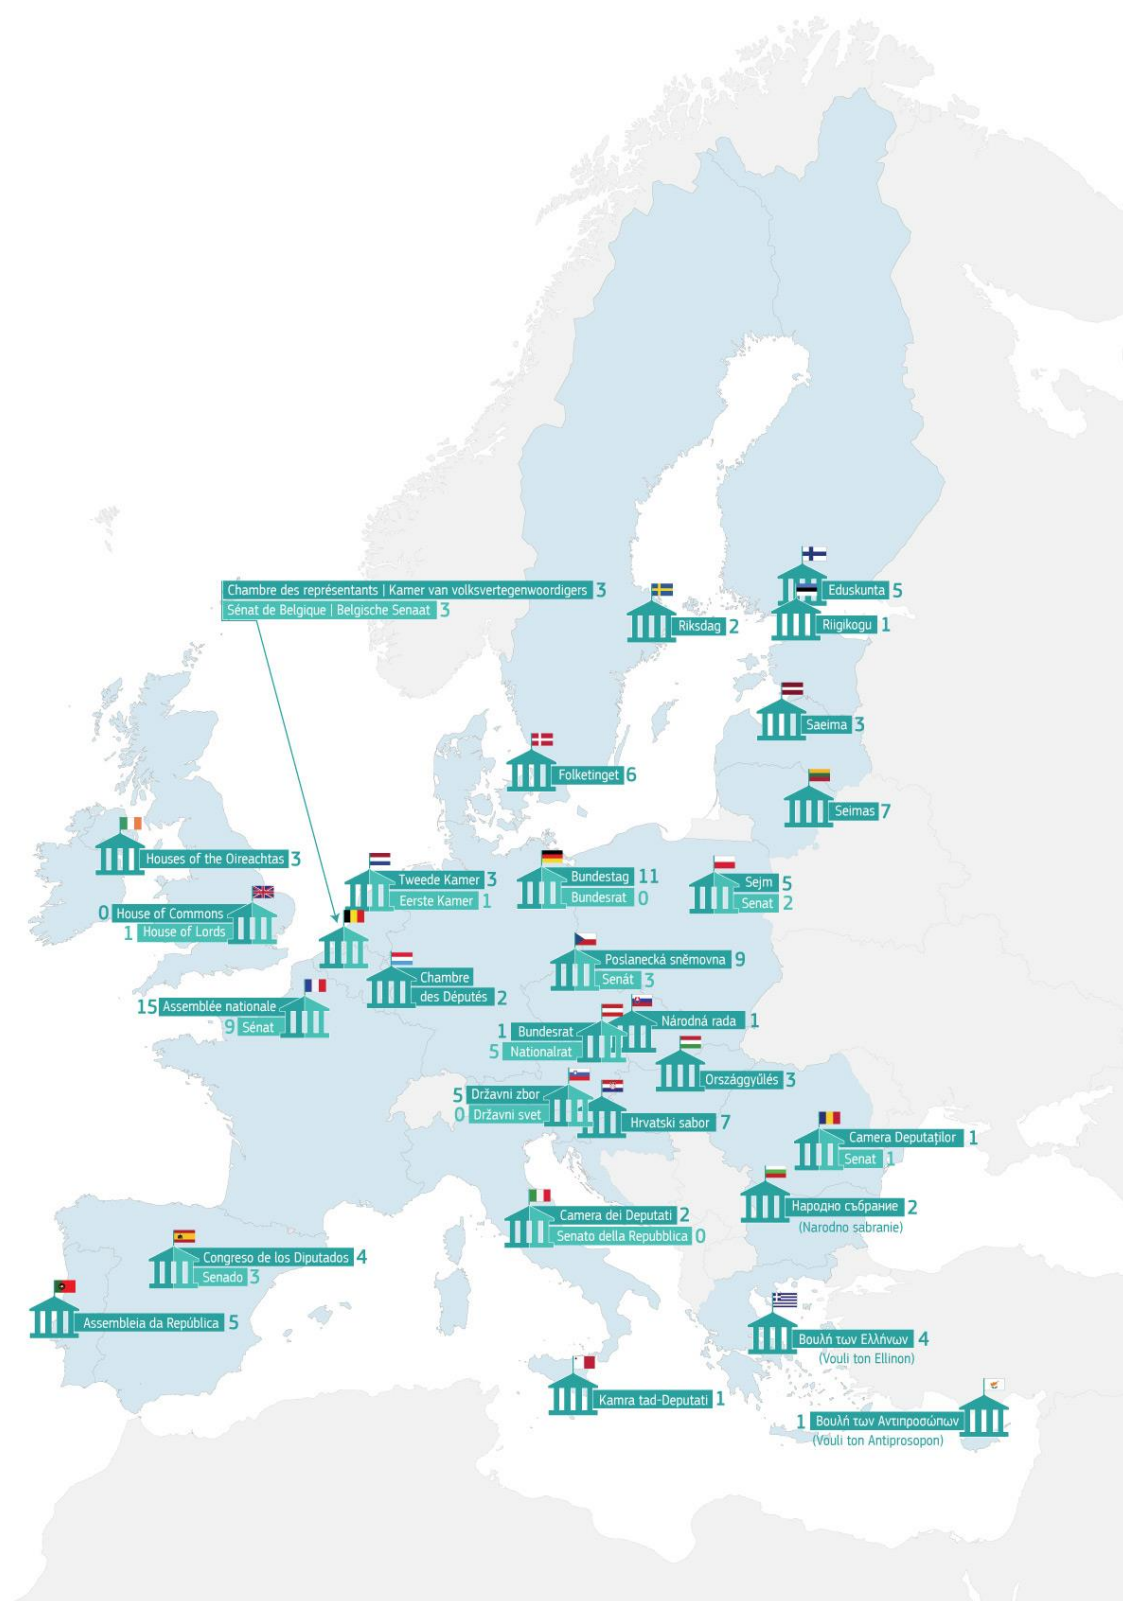 Chambre des représentants | Kamer van volksvertegenwoordigers 3
Sénat de Belgique | Belgische Senaat 3
Eduskunta 5
Riksdag 2
Riigikogu 1
Saeima 3
Folketinget 6
Seimas 7
Houses of the Oireachtas 3
Tweede Kamer 3
Eerste Kamer 1
Bundestag 11
Bundesrat 0
Sejm 5
Senat 2
0 House of Commons
1 House of Lords
Poslanecká sněmovna 9
Senát 3
Chambre
des Députés 2
15 Assemblée nationale
9 Sénat
Národná rada 1
1 Bundesrat
5 Nationalrat
Országgyűlés 3
5 Državni zbor
0 Državni svet
Hrvatski sabor 7
Camera Deputaților 1
Senat 1
Народно събрание 2
(Narodno sabranie)
Camera dei Deputati 2
Senato della Repubblica 0
Congreso de los Diputados 4
Senado 3
Assembleia da República 5
Βουλή των Ελλήνων 4
(Vouli ton Ellinon)
Kamra tad-Deputati 1
1 Βουλή των Αντιπροσώπων
(Vouli ton Antiprosopon)